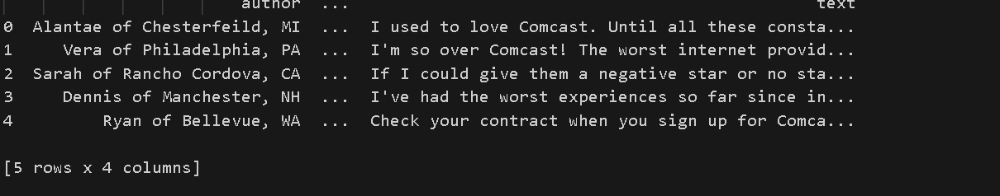 author ... text
0 Alantae of Chesterfeild, MI ... I used to love Comcast. Until all these consta...
1 Vera of Philadelphia, PA ... I'm so over Comcast! The worst internet provid...
2 Sarah of Rancho Cordova, CA ... If I could give them a negative star or no sta...
3 Dennis of Manchester, NH ... I've had the worst experiences so far since in...
4 Ryan of Bellevue, WA ... Check your contract when you sign up for Comca...
[5 rows x 4 columns]